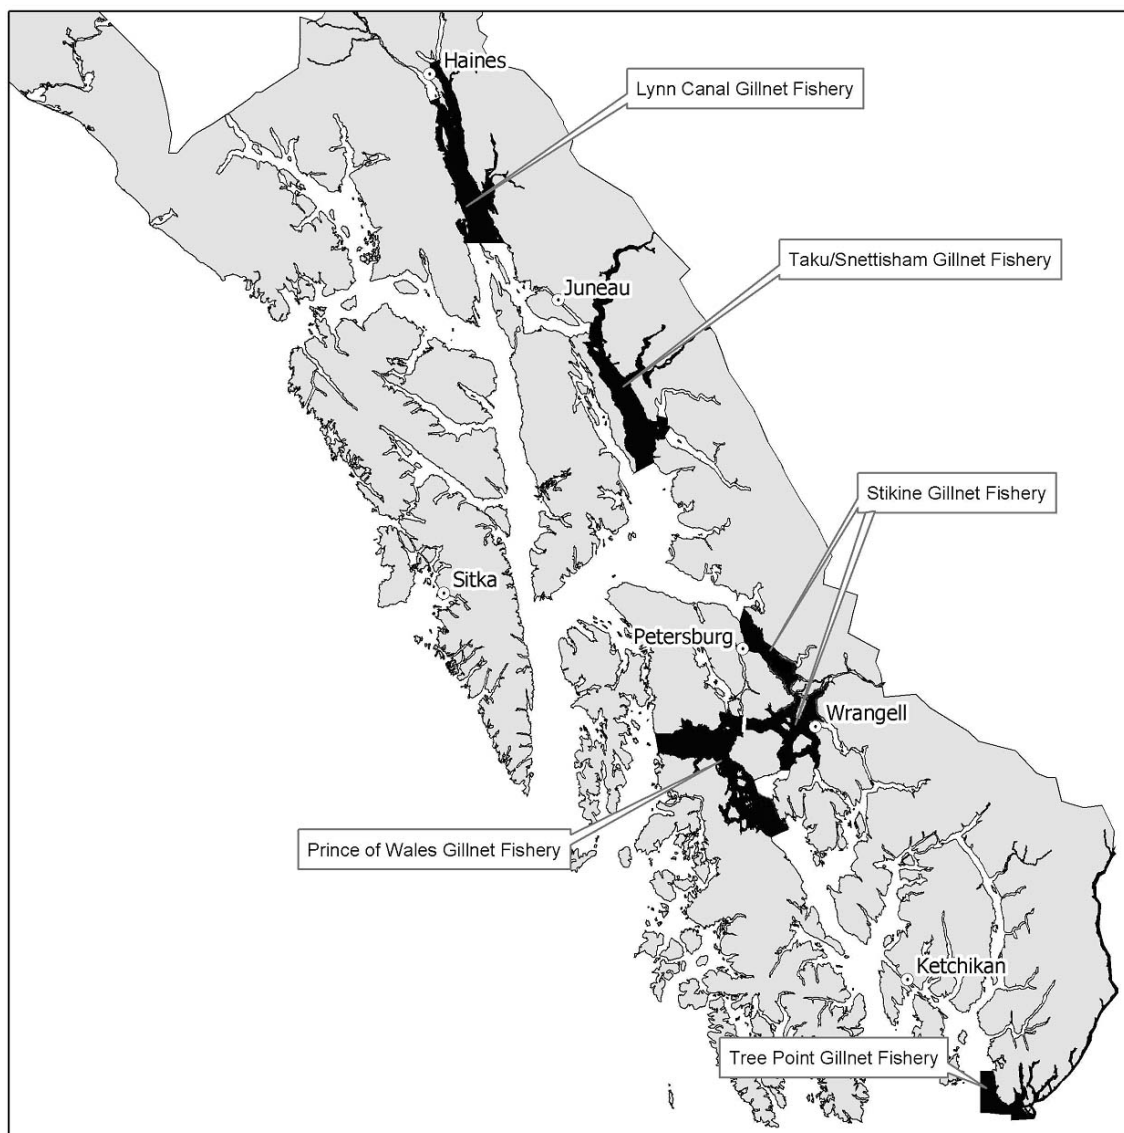 Haines
Lynn Canal Gillnet Fishery
Taku/Snettisham Gillnet Fishery
Juneau
Stikine Gillnet Fishery
Sitka
Petersburg
Wrangell
Prince of Wales Gillnet Fishery
Ketchikan
Tree Point Gillnet Fishery